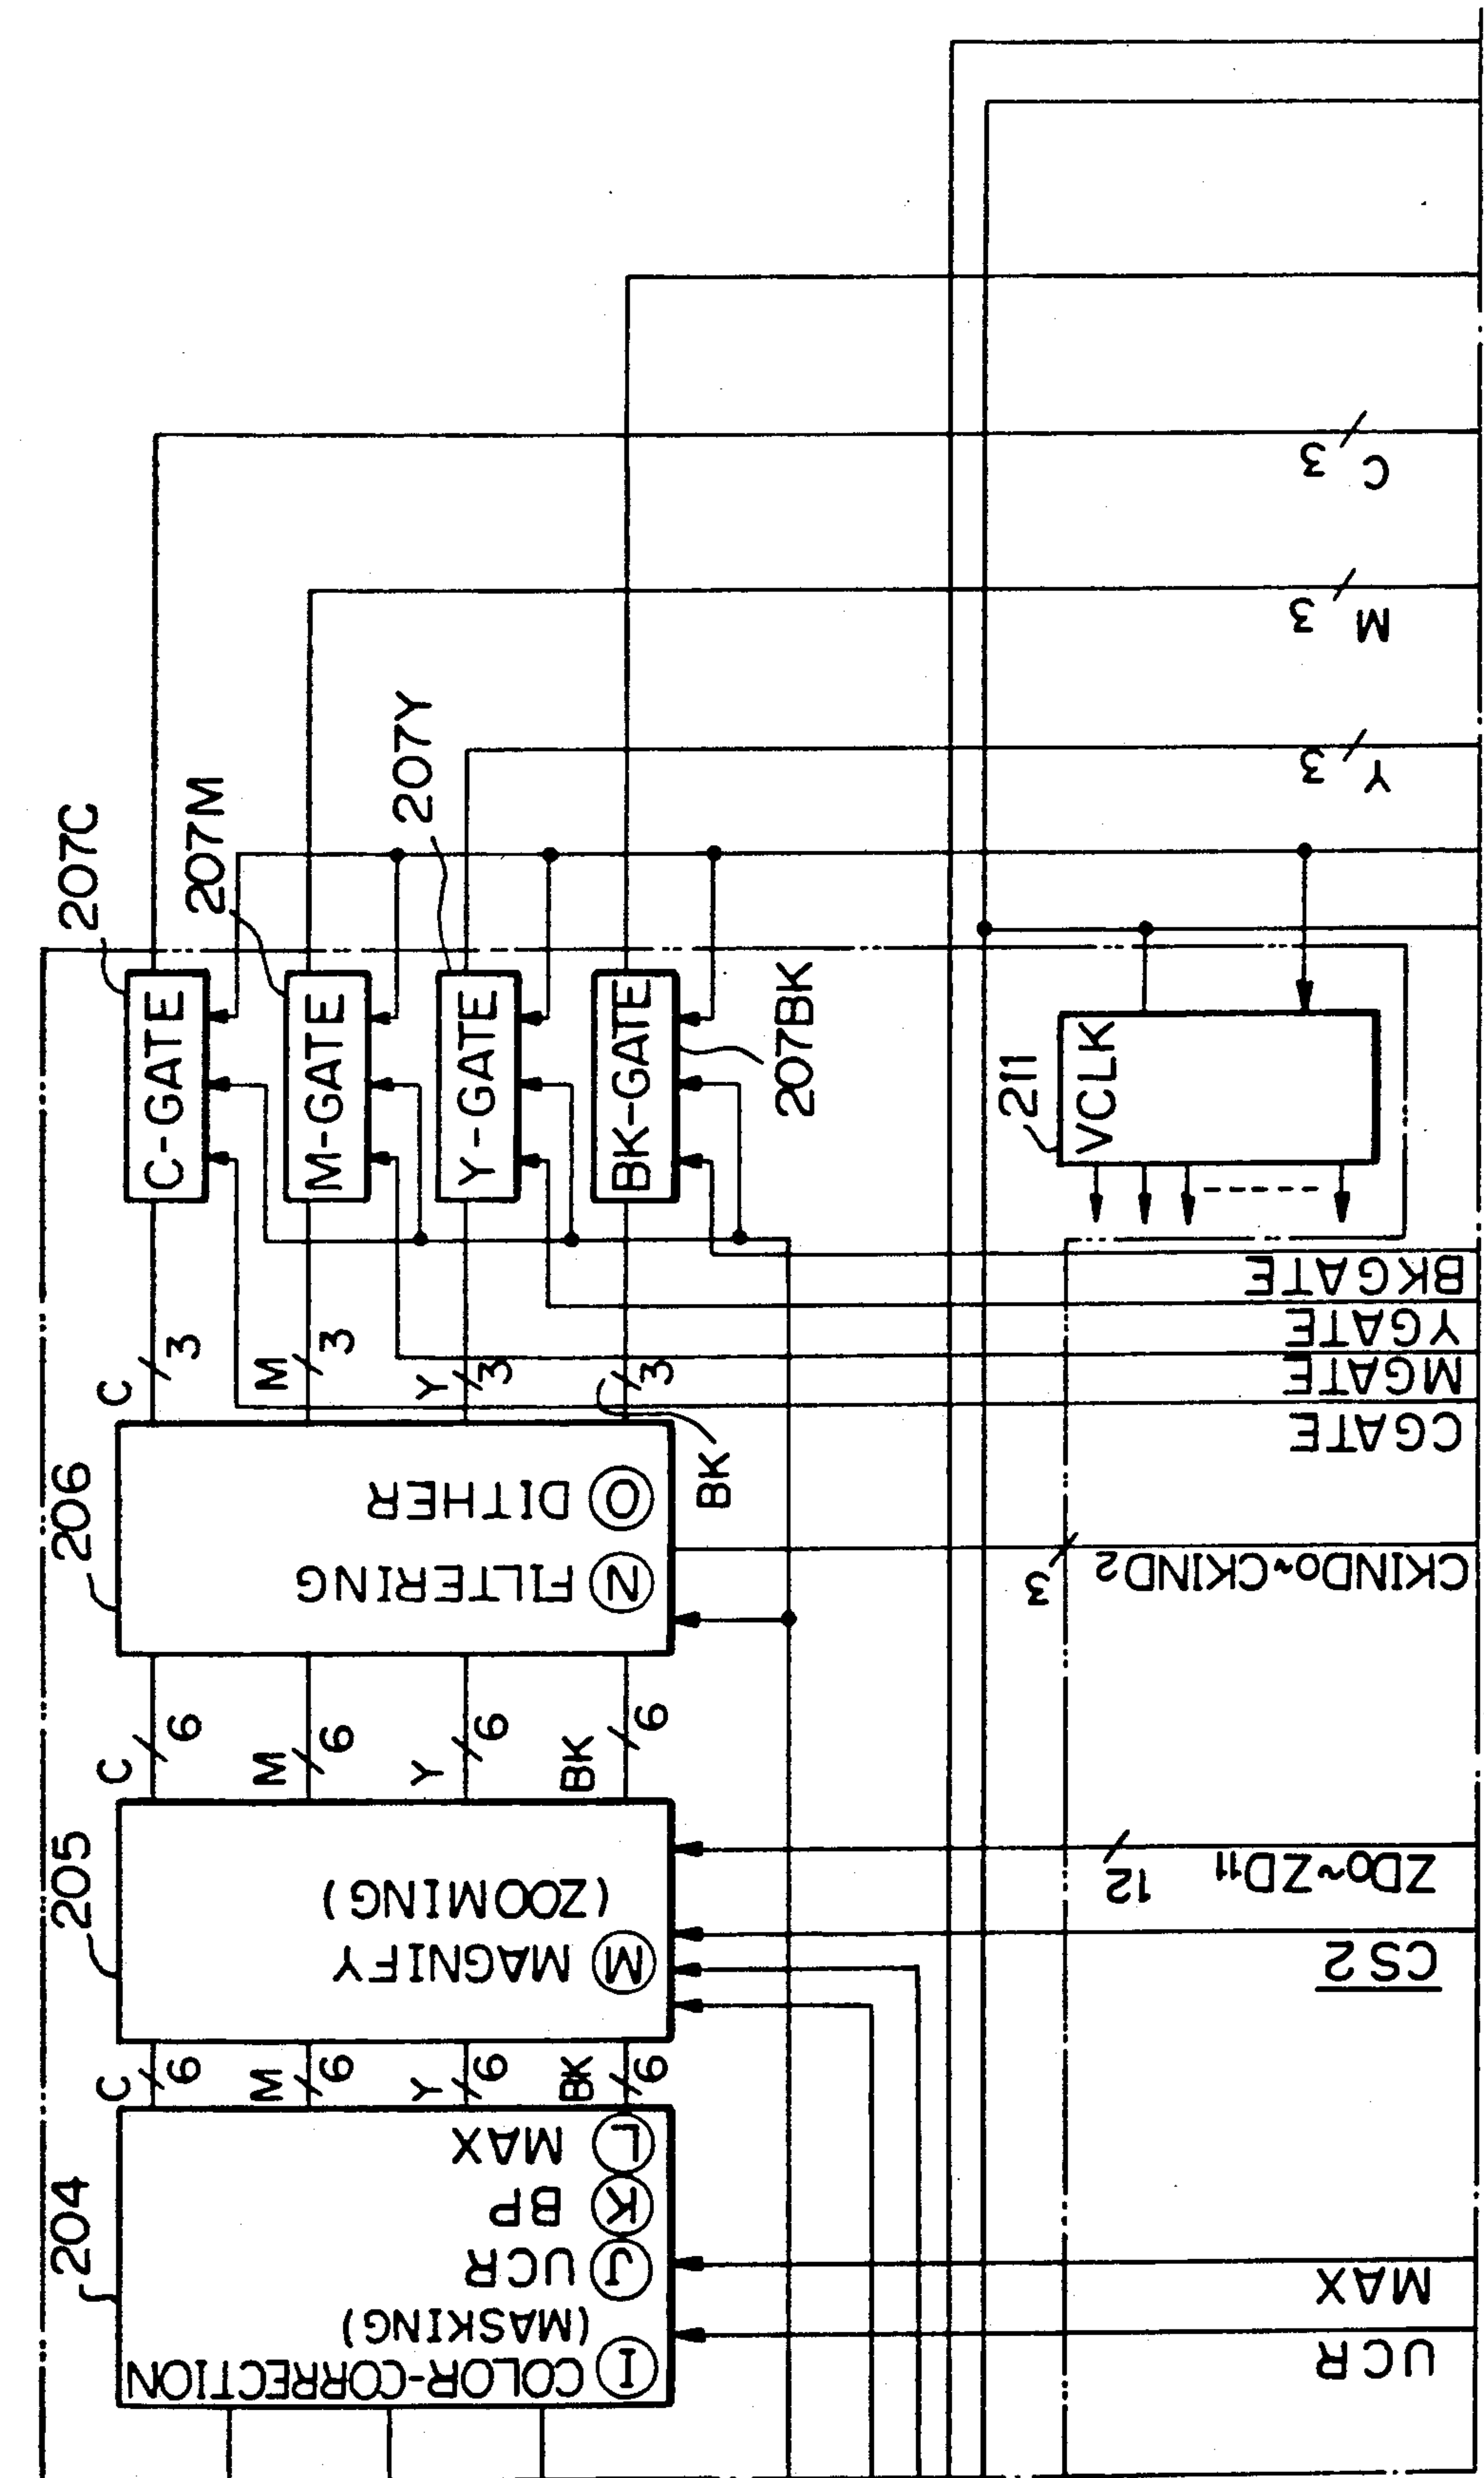 207C
207M
207Y
C-GATE
M-GATE
Y-GATE
BK-GATE
207BK
211
VCLK
C 3
M 3
Y 3
BKGATE
YGATE
MGATE
CGATE
C 3
M 3
Y 3
3
BK
206
Ⓝ FILTERING
Ⓞ DITHER
3
CKIND0~CKIND2
C 6
M 6
Y 6
BK 6
205
Ⓜ MAGNIFY
(ZOOMING)
12
ZD0~ZD11
CS2
C 6
M 6
Y 6
BK 6
204
Ⓘ COLOR-CORRECTION
(MASKING)
Ⓙ UCR
Ⓚ BP
Ⓛ MAX
MAX
UCR